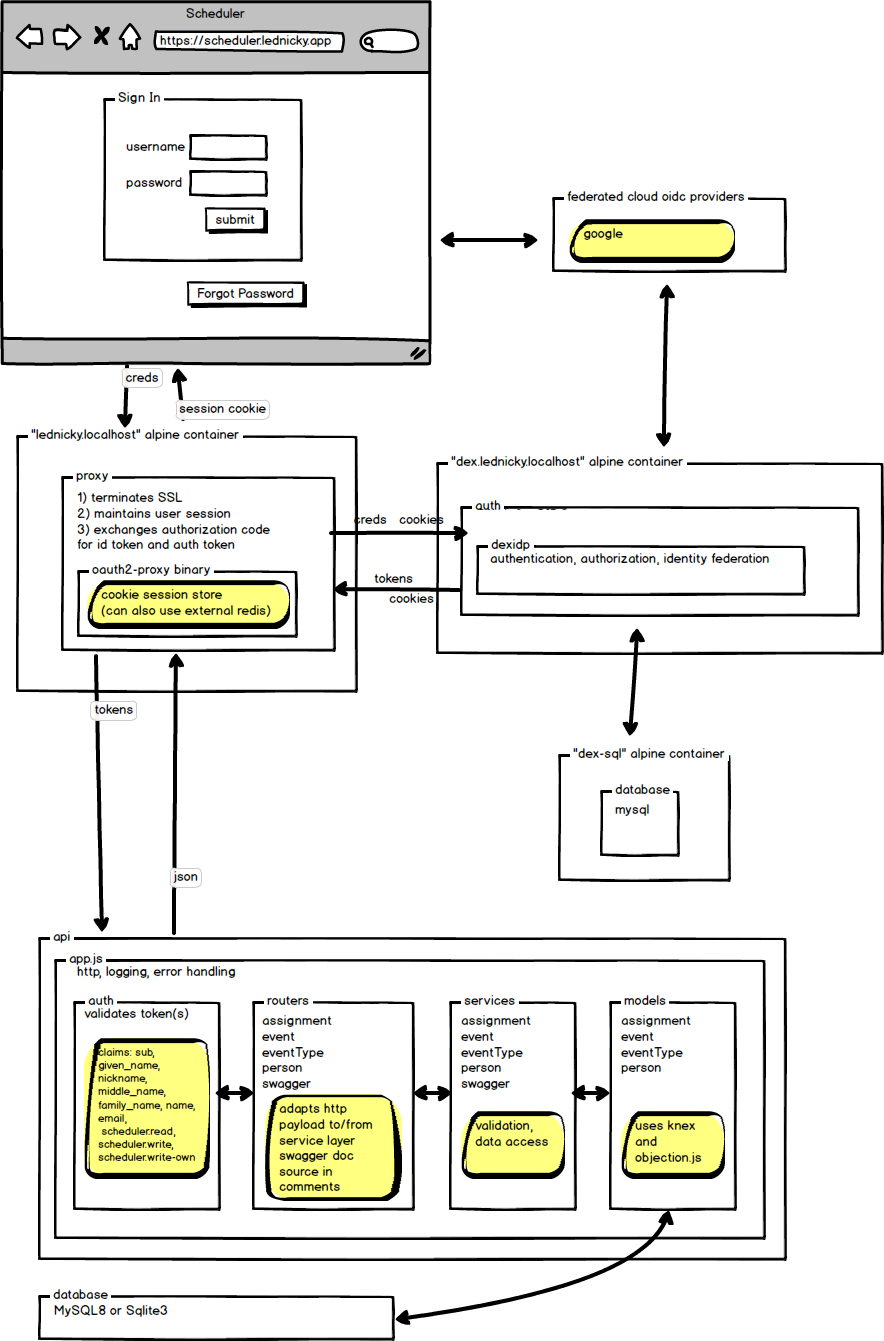 Scheduler
https://scheduler.lednicky.app
Sign In
username
password
submit
Forgot Password
federated cloud oidc providers
google
creds
session cookie
"lednicky.localhost" alpine container
proxy
1) terminates SSL
2) maintains user session
3) exchanges authorization code
for id token and auth token
oauth2-proxy binary
cookie session store
(can also use external redis)
creds cookies
tokens
cookies
"dex.lednicky.localhost" alpine container
auth
dexidp
authentication, authorization, identity federation
tokens
json
"dex-sql" alpine container
database
mysql
api
app.js
http, logging, error handling
auth
validates token(s)
claims: sub,
given_name,
nickname,
middle_name,
family_name, name,
email,
scheduler.read,
scheduler.write,
scheduler.write-own
routers
assignment
event
eventType
person
swagger
adapts http
payload to/from
service layer
swagger doc
source in
comments
services
assignment
event
eventType
person
swagger
validation,
data access
models
assignment
event
eventType
person
uses knex
and
objection.js
database
MySQL8 or Sqlite3